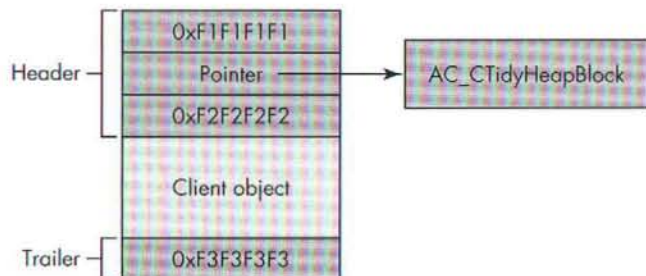 0xF1F1F1F1
Header
Pointer
AC_CTidyHeapBlock
0xF2F2F2F2
Client object
Trailer
0xF3F3F3F3